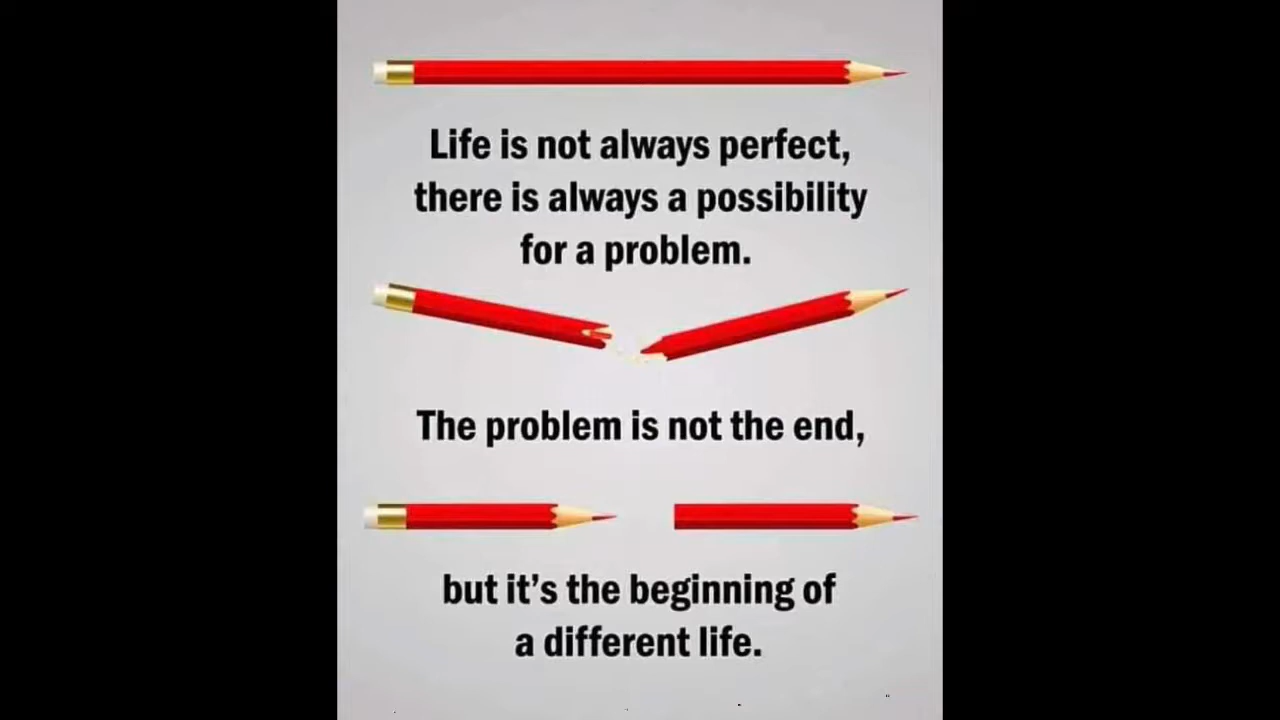 Life is not always perfect,
there is always a possibility
for a problem.
The problem is not the end,
but it’s the beginning of
a different life.